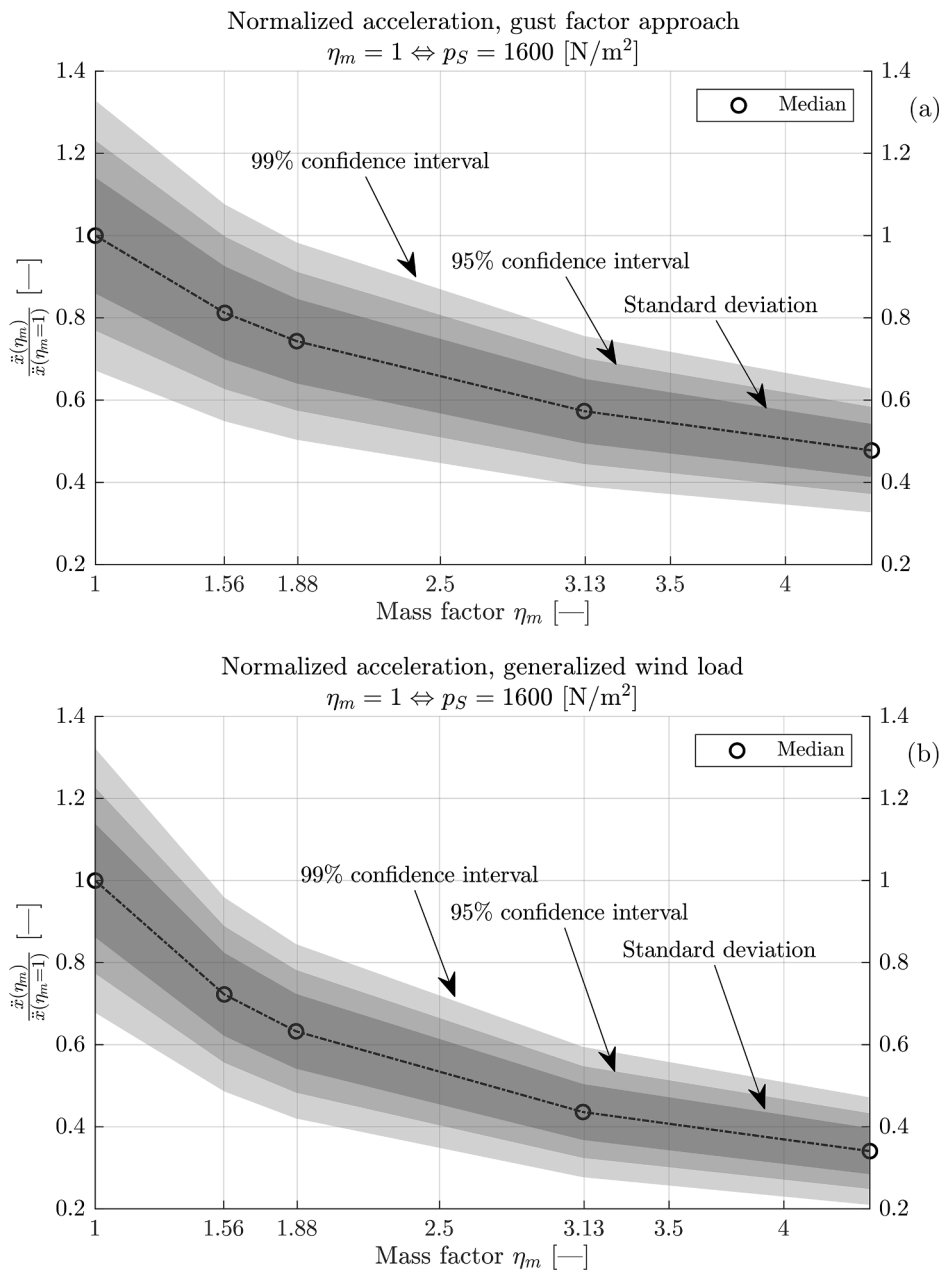 Normalized acceleration, gust factor approach
η_m = 1 ⇔ p_S = 1600 [N/m²]
1.4 1.4
Median
(a)
1.2 1.2
99% confidence interval
1 1
95% confidence interval
Standard deviation
ẍ(η_m)/ẍ(η_m=1) [—]
0.8 0.8
0.6 0.6
0.4 0.4
0.2 0.2
1 1.56 1.88 2.5 3.13 3.5 4
Mass factor η_m [—]
Normalized acceleration, generalized wind load
η_m = 1 ⇔ p_S = 1600 [N/m²]
1.4 1.4
Median
(b)
1.2 1.2
1 1
99% confidence interval
95% confidence interval
Standard deviation
ẍ(η_m)/ẍ(η_m=1) [—]
0.8 0.8
0.6 0.6
0.4 0.4
0.2 0.2
1 1.56 1.88 2.5 3.13 3.5 4
Mass factor η_m [—]